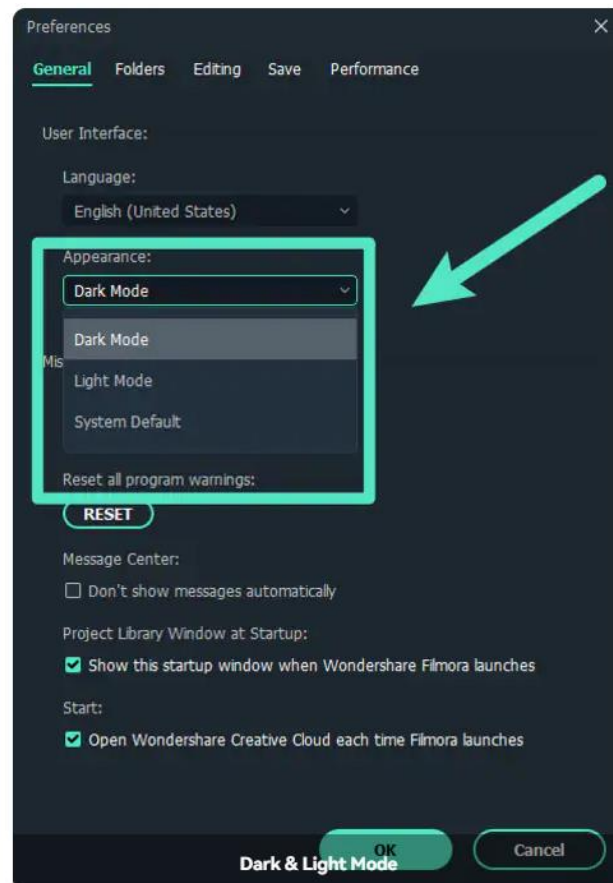 Preferences
General Folders Editing Save Performance
User Interface:
Language:
English (United States)
Appearance:
Dark Mode
Dark Mode
Mis
Light Mode
System Default
Reset all program warnings:
RESET
Message Center:
Don't show messages automatically
Project Library Window at Startup:
Show this startup window when Wondershare Filmora launches
Start:
Open Wondershare Creative Cloud each time Filmora launches
OK Cancel
Dark & Light Mode